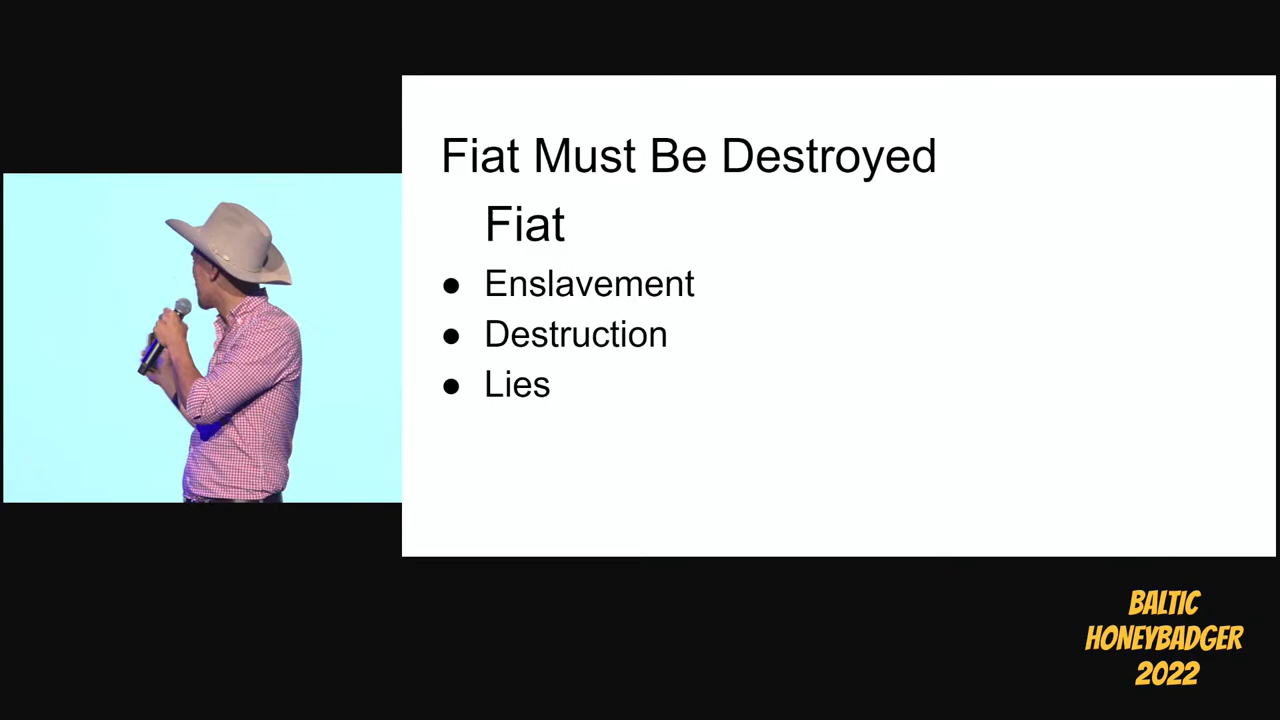 Fiat Must Be Destroyed
Fiat
● Enslavement
● Destruction
● Lies
BALTIC
HONEYBADGER
2022